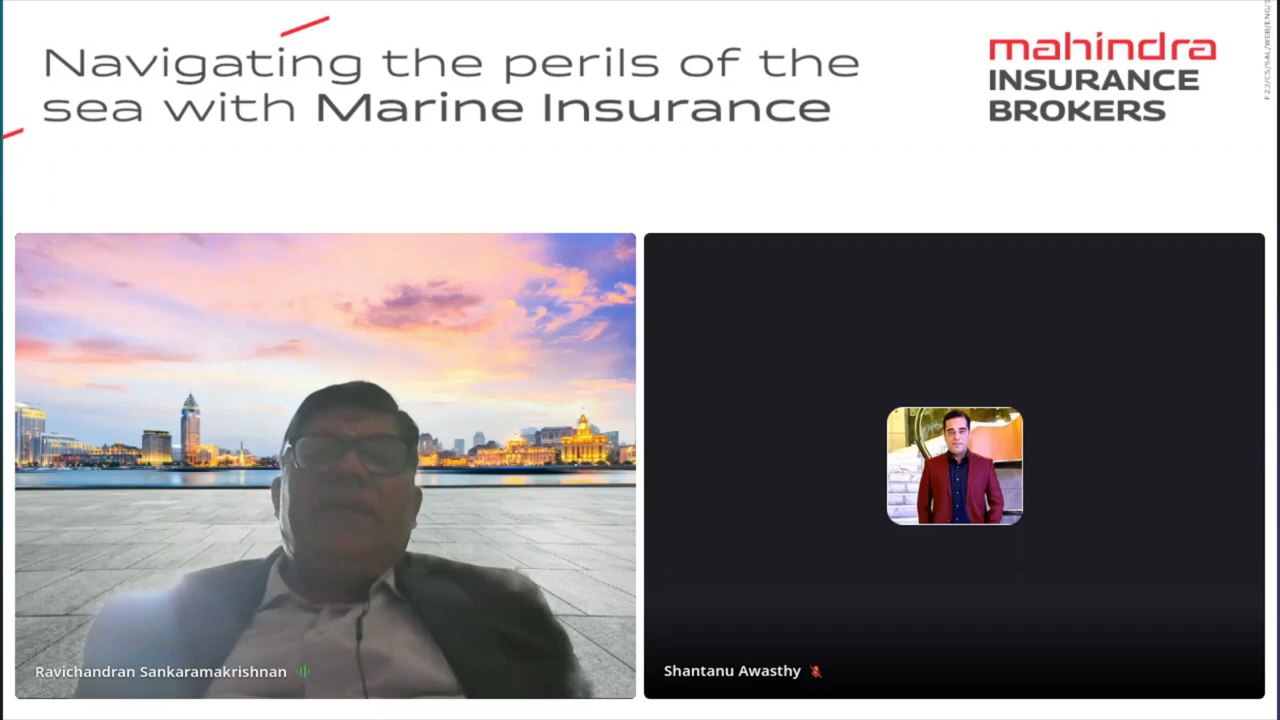 Navigating the perils of the
sea with Marine Insurance
mahindra
INSURANCE
BROKERS
Ravichandran Sankaramakrishnan
Shantanu Awasthy